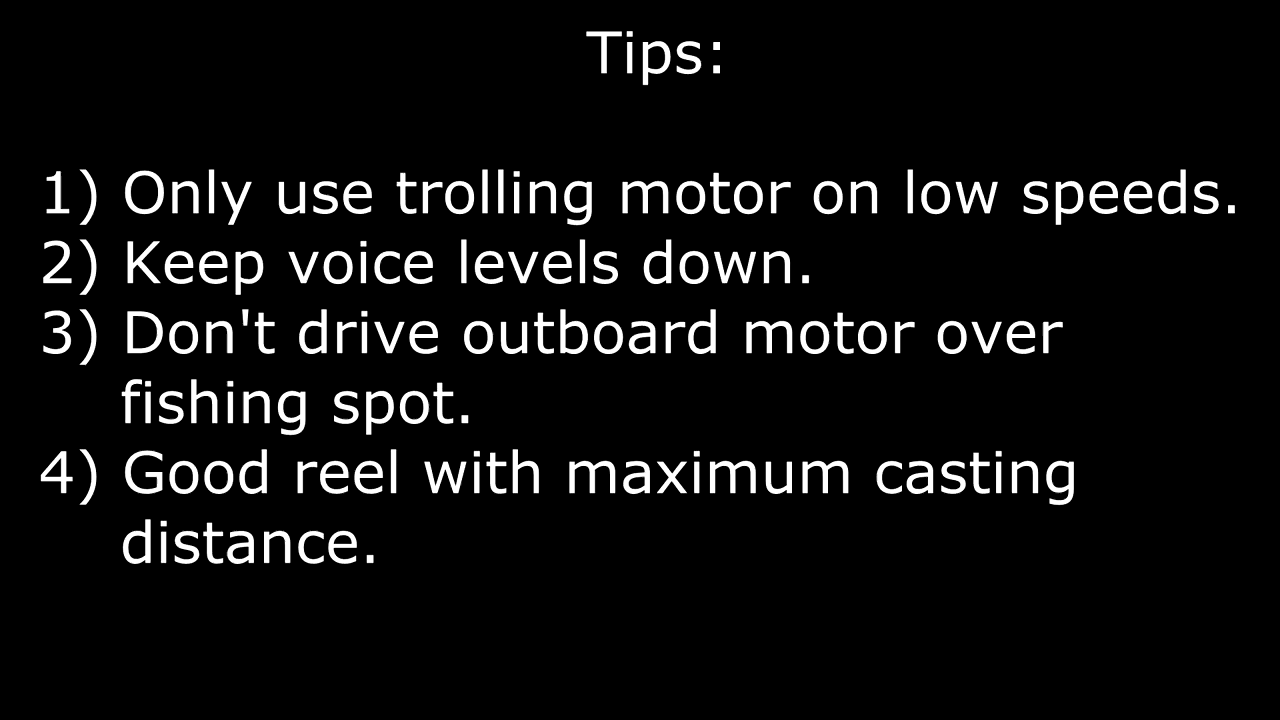 Tips:
1) Only use trolling motor on low speeds.
2) Keep voice levels down.
3) Don't drive outboard motor over
fishing spot.
4) Good reel with maximum casting
distance.